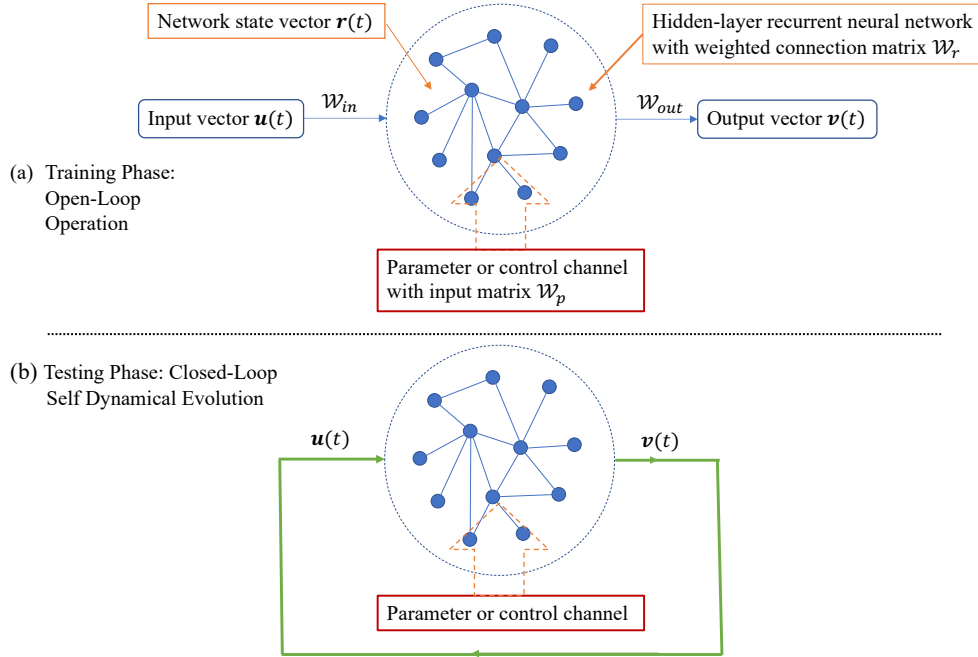 Network state vector 𝒓(t)
Hidden-layer recurrent neural network
with weighted connection matrix 𝒲r
Input vector 𝒖(t)
𝒲in
𝒲out
Output vector 𝒗(t)
(a) Training Phase:
Open-Loop
Operation
Parameter or control channel
with input matrix 𝒲p
(b) Testing Phase: Closed-Loop
Self Dynamical Evolution
𝒖(t)
𝒗(t)
Parameter or control channel